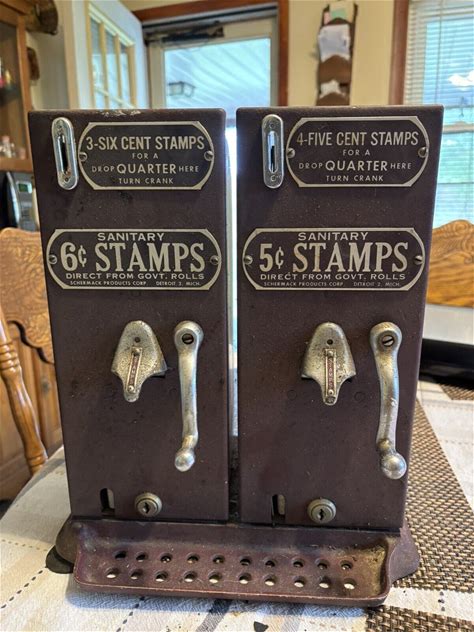 3-SIX CENT STAMPS
FOR A
DROP QUARTER HERE
TURN CRANK
SANITARY
6¢ STAMPS
DIRECT FROM GOVT. ROLLS
SCHERMACK PRODUCTS CORP. DETROIT 2, MICH.
4-FIVE CENT STAMPS
FOR A
DROP QUARTER HERE
TURN CRANK
SANITARY
5¢ STAMPS
DIRECT FROM GOVT. ROLLS
SCHERMACK PRODUCTS CORP. DETROIT 2, MICH.